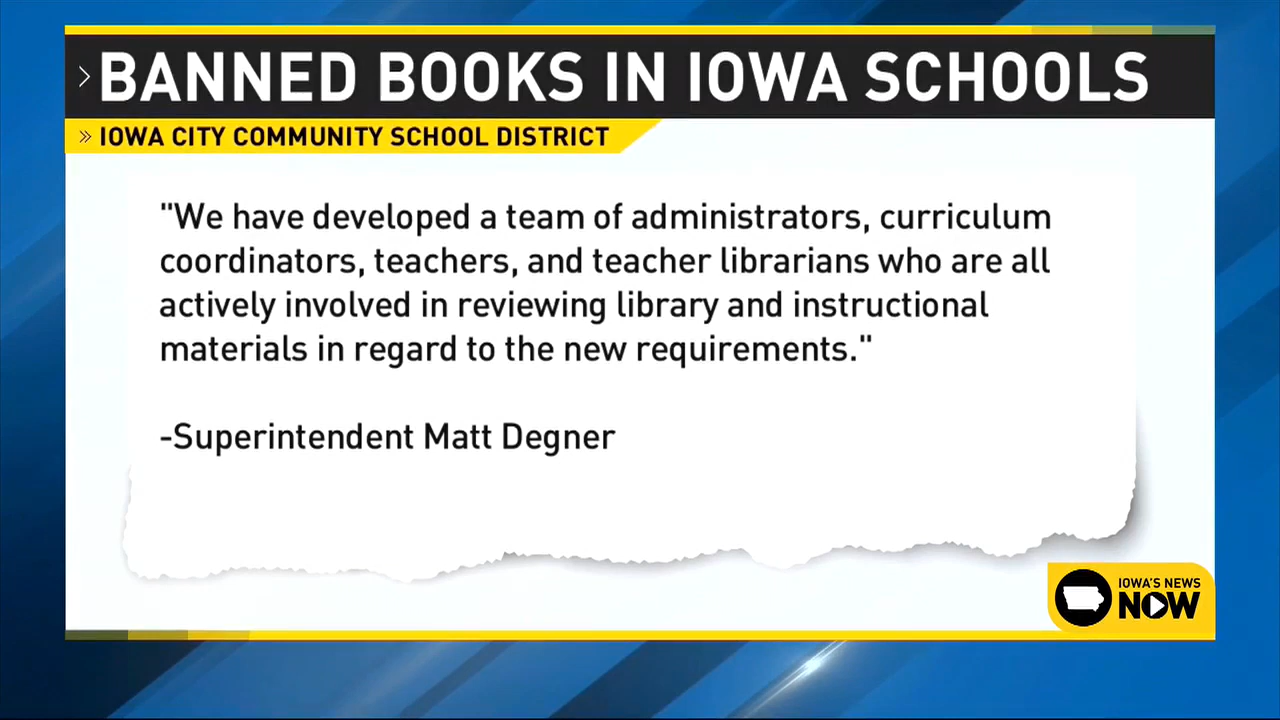 BANNED BOOKS IN IOWA SCHOOLS
IOWA CITY COMMUNITY SCHOOL DISTRICT
"We have developed a team of administrators, curriculum
coordinators, teachers, and teacher librarians who are all
actively involved in reviewing library and instructional
materials in regard to the new requirements."
-Superintendent Matt Degner
IOWA'S NEWS
NOW